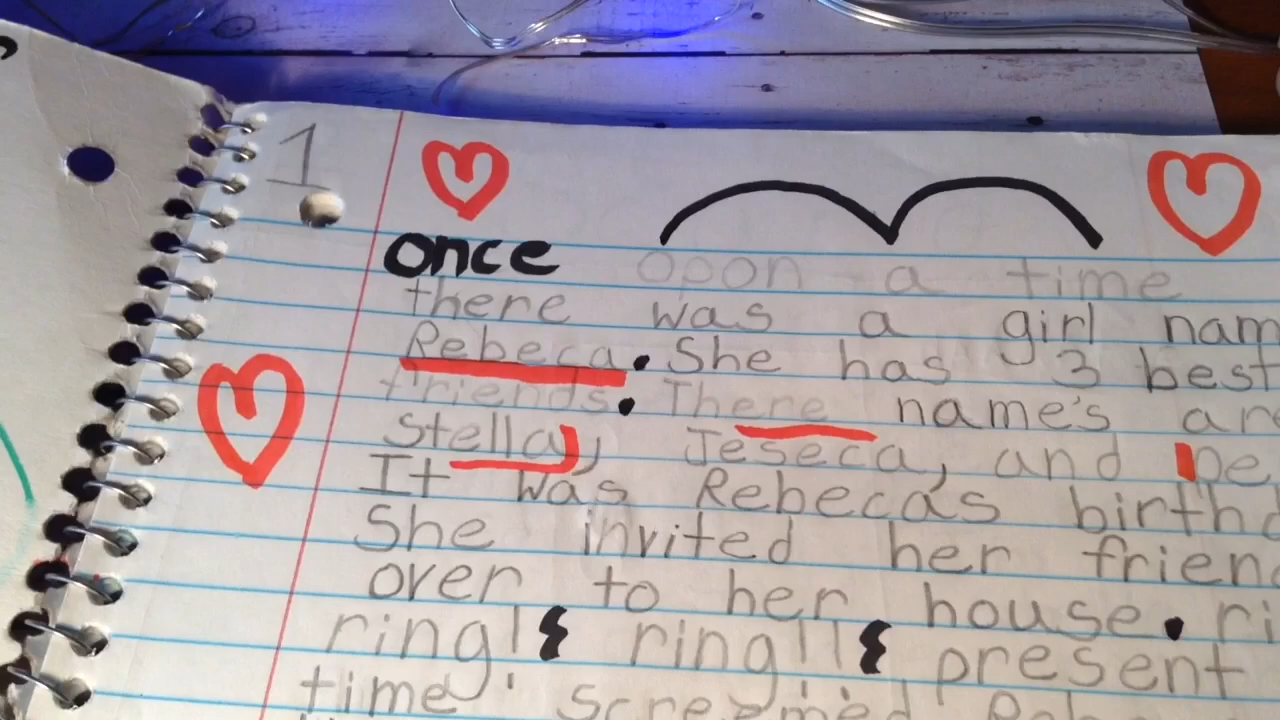 1
once opon a time
there was a girl nam
Rebeca. She has 3 best
friends. There name's are
Stella, Jeseca, and
It was Rebeca's birthd
She invited her frien
over to her house. ri
ring! ring!! present
time! screamed